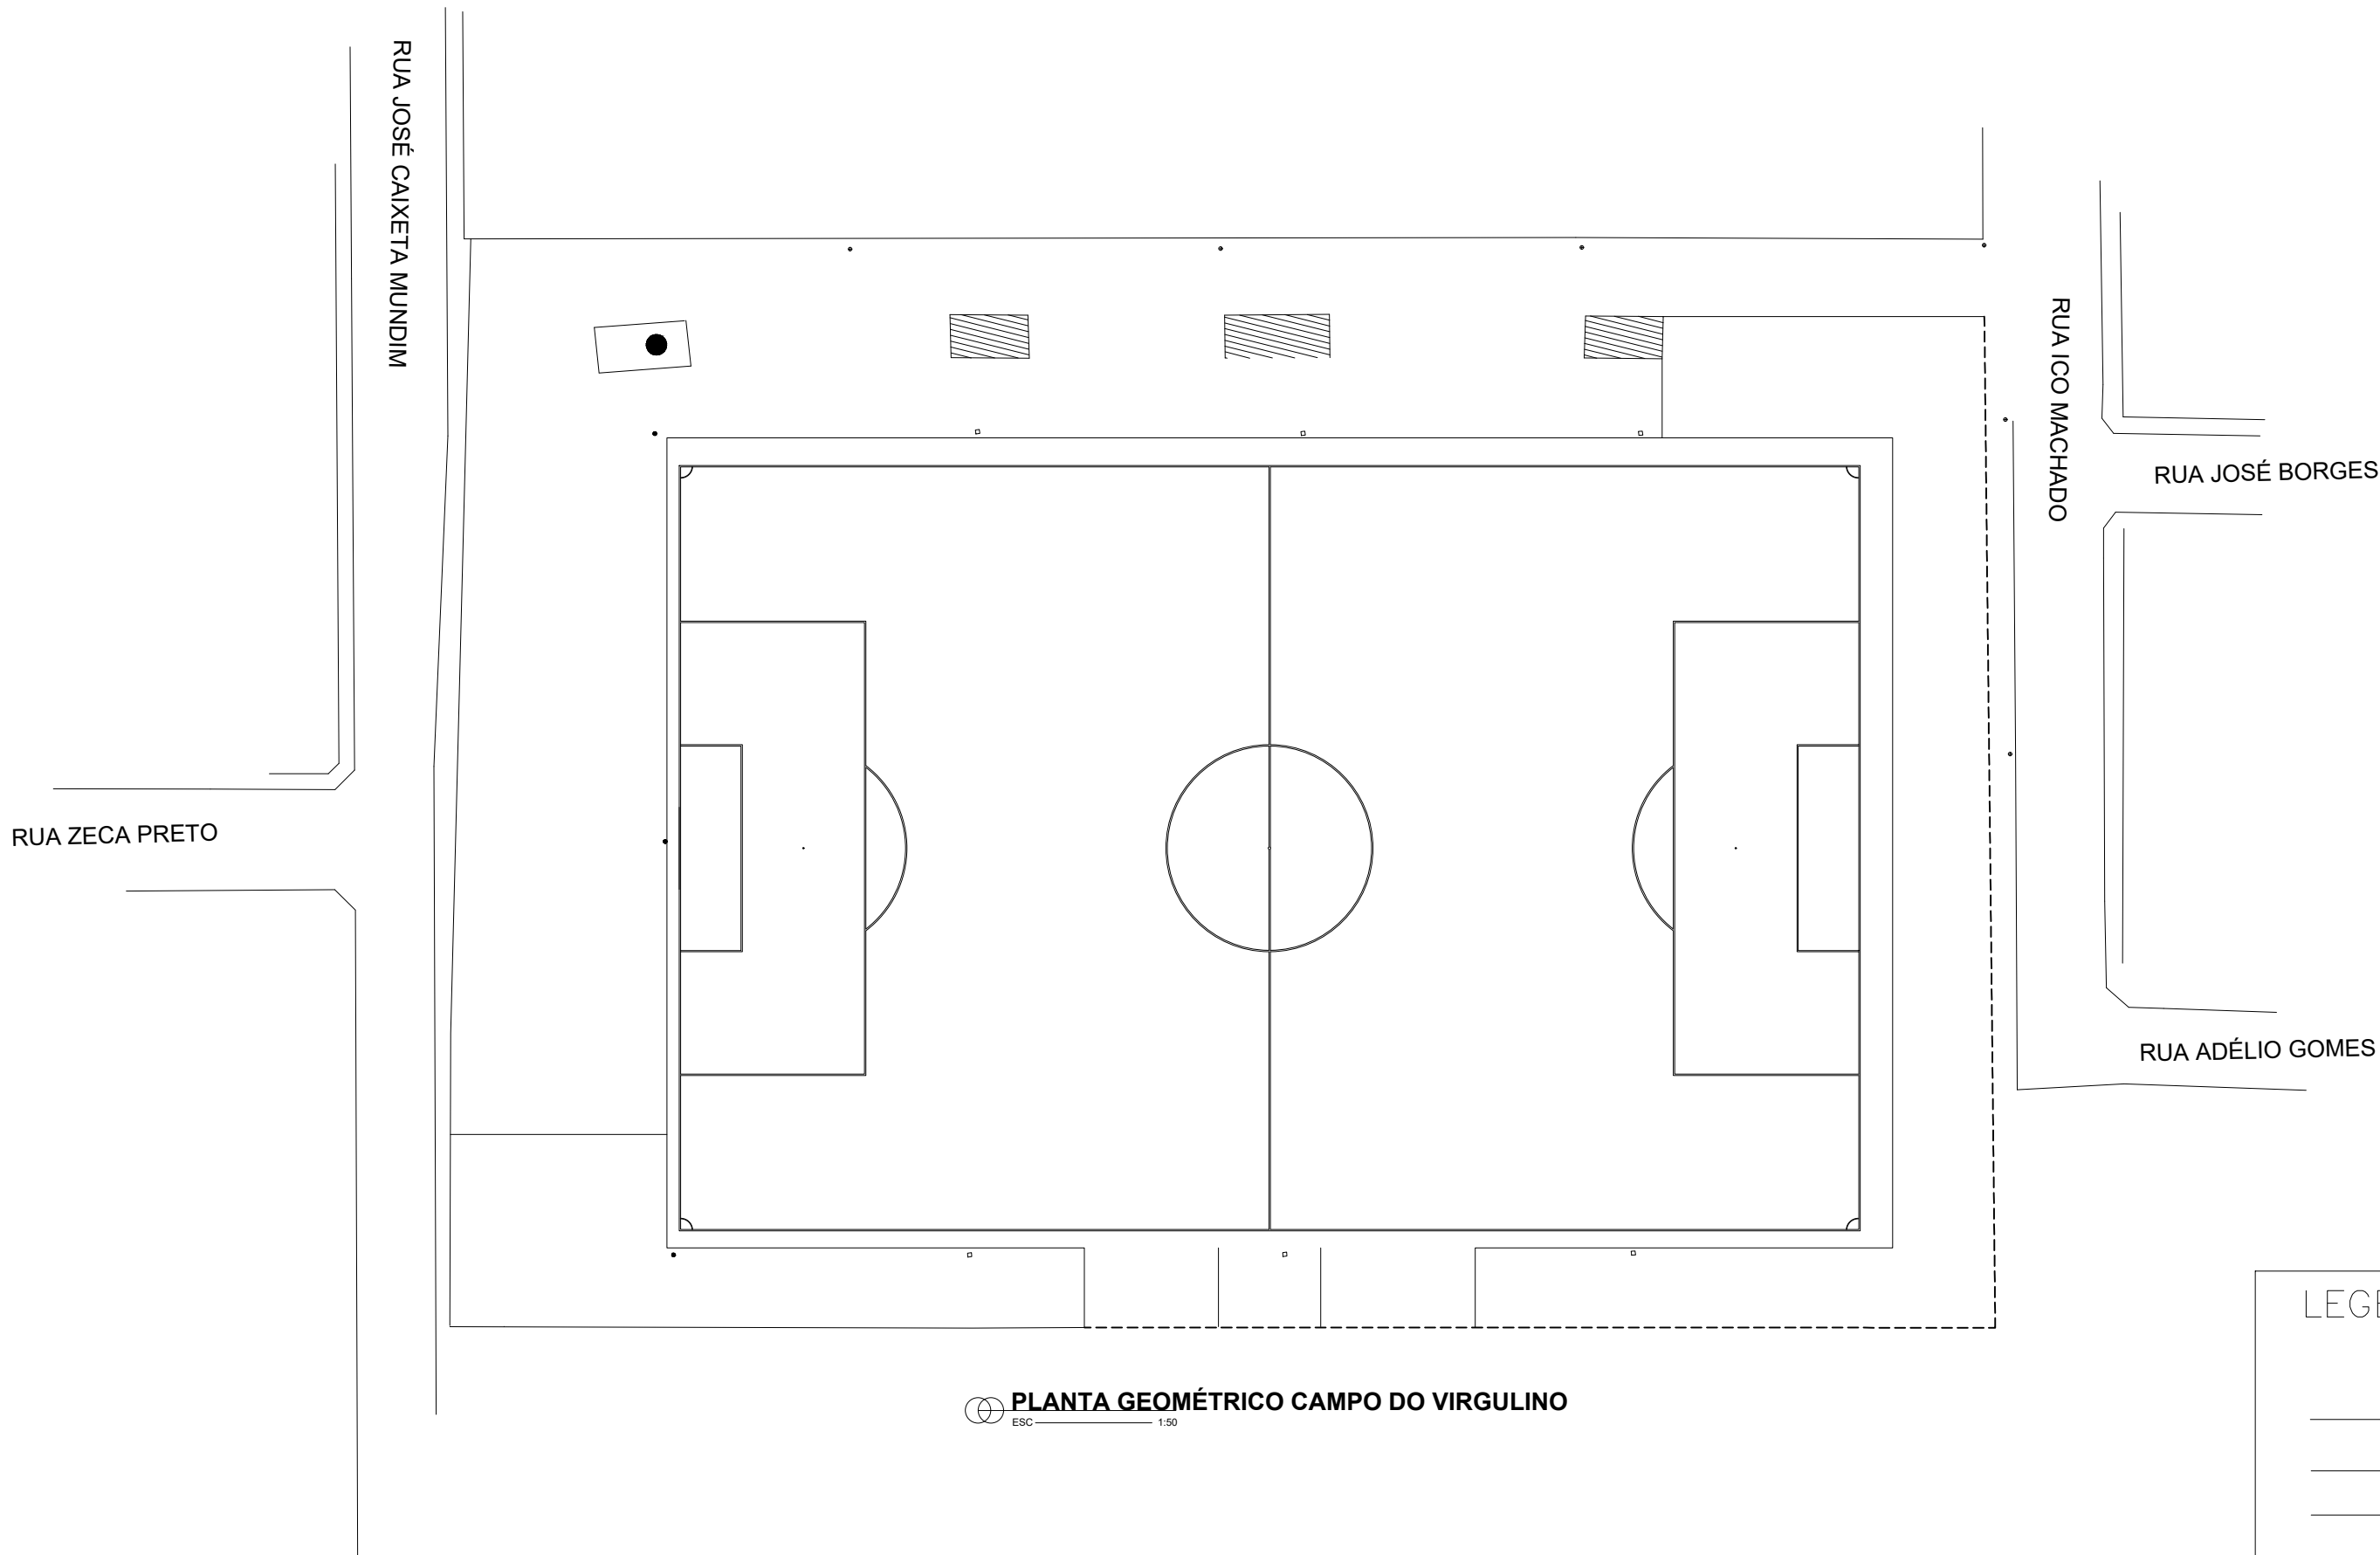 RUA JOSÉ CAIXETA MUNDIM
RUA ICO MACHADO
RUA JOSÉ BORGES
RUA ZECA PRETO
RUA ADÉLIO GOMES
LEGE
PLANTA GEOMÉTRICO CAMPO DO VIRGULINO
ESC 1:50